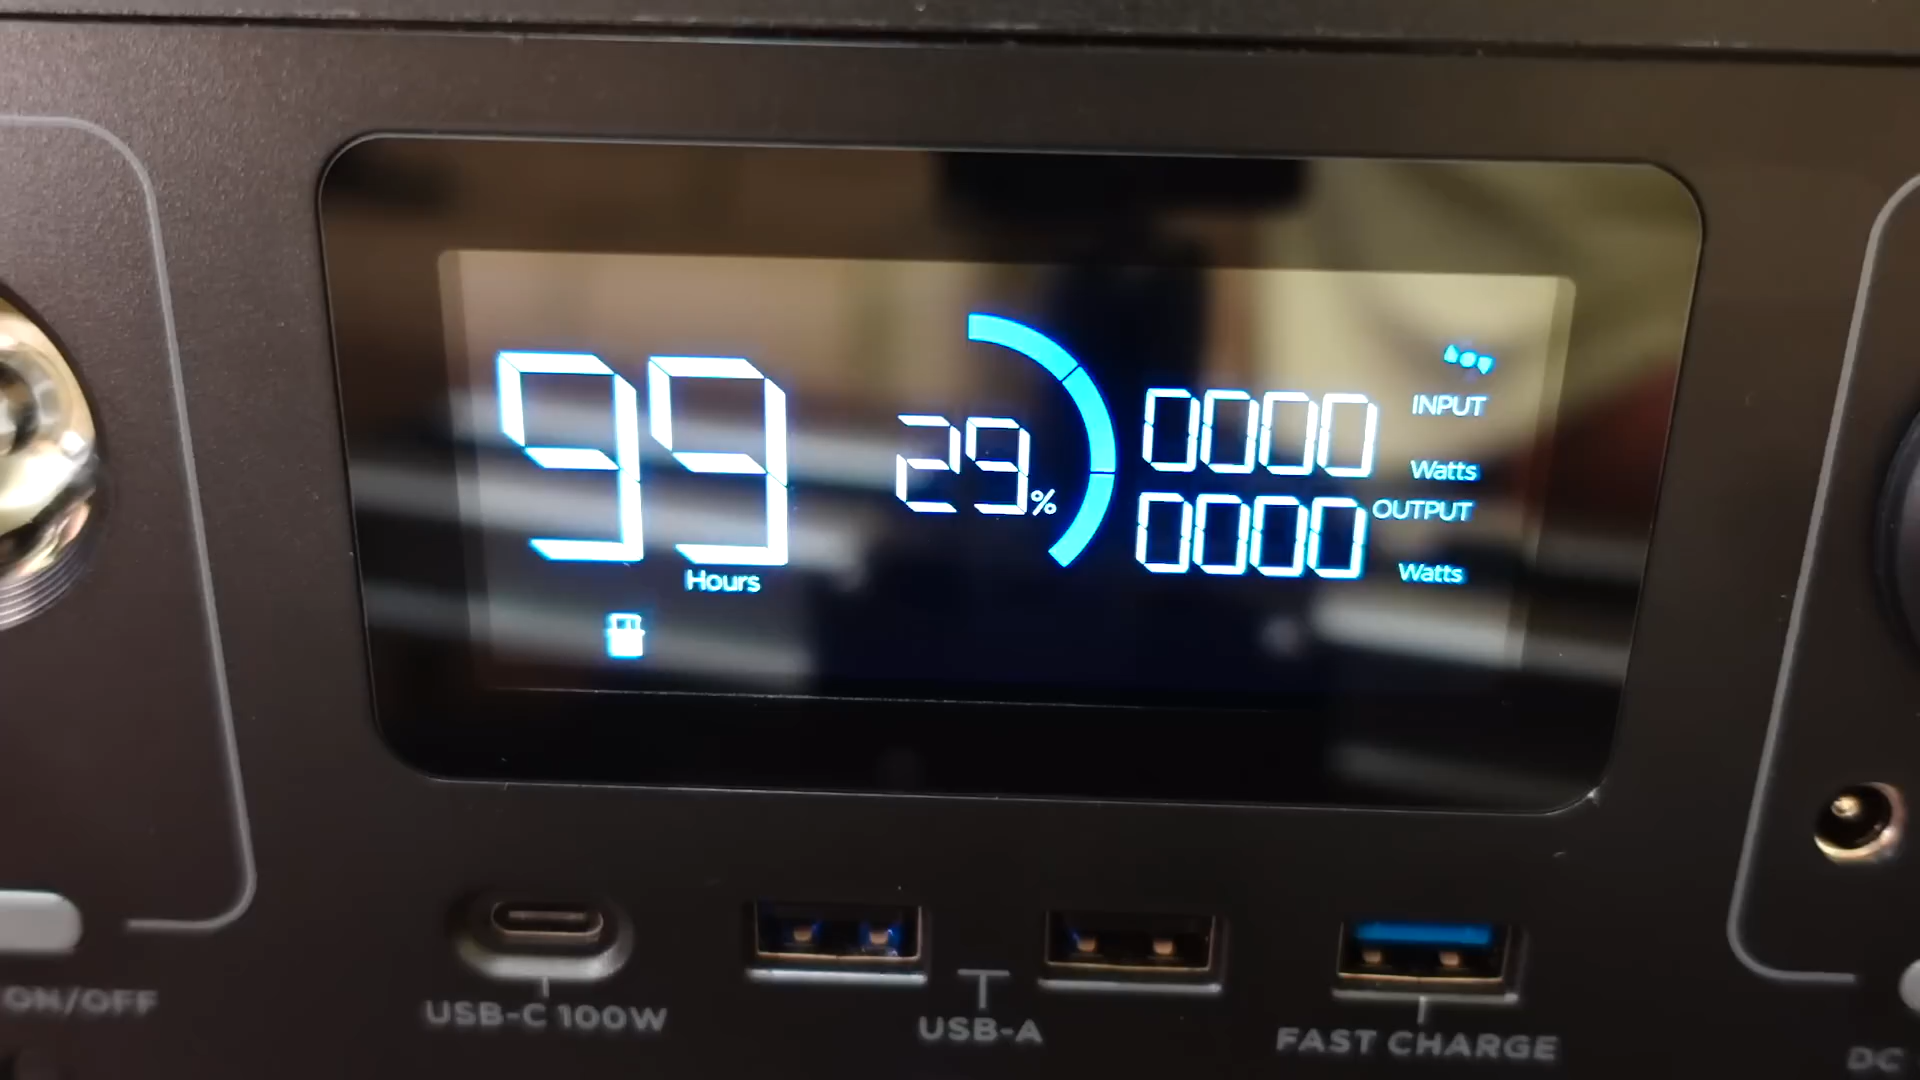 99
Hours
29%
0000
INPUT
Watts
0000
OUTPUT
Watts
ON/OFF
USB-C 100W
USB-A
FAST CHARGE
DC